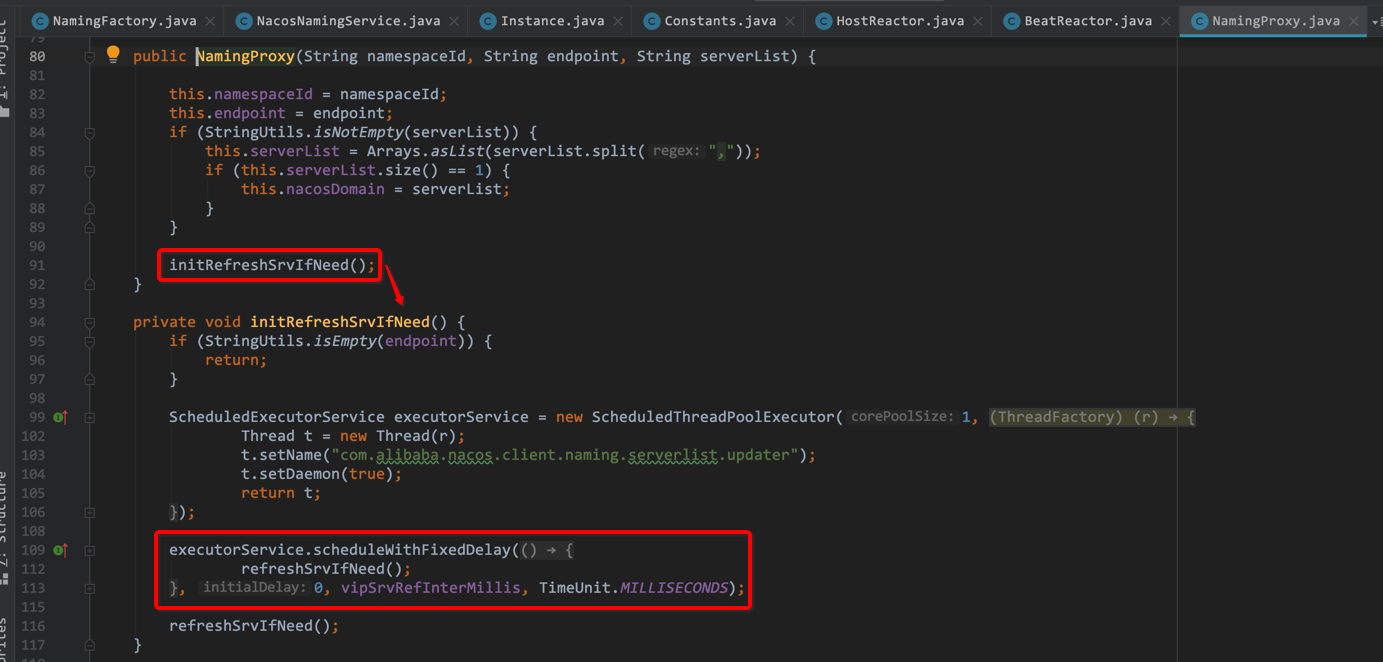 NamingFactory.java × NacosNamingService.java × Instance.java × Constants.java × HostReactor.java × BeatReactor.java × NamingProxy.java ×
79
80 public NamingProxy(String namespaceId, String endpoint, String serverList) {
81
82 this.namespaceId = namespaceId;
83 this.endpoint = endpoint;
84 if (StringUtils.isNotEmpty(serverList)) {
85 this.serverList = Arrays.asList(serverList.split( regex: ","));
86 if (this.serverList.size() == 1) {
87 this.nacosDomain = serverList;
88 }
89 }
90
91 initRefreshSrvIfNeed();
92 }
93
94 private void initRefreshSrvIfNeed() {
95 if (StringUtils.isEmpty(endpoint)) {
96 return;
97 }
98
99 ScheduledExecutorService executorService = new ScheduledThreadPoolExecutor( corePoolSize: 1, (ThreadFactory) (r) → {
102 Thread t = new Thread(r);
103 t.setName("com.alibaba.nacos.client.naming.serverlist.updater");
104 t.setDaemon(true);
105 return t;
106 });
108
109 executorService.scheduleWithFixedDelay(() → {
112 refreshSrvIfNeed();
113 }, initialDelay: 0, vipSrvRefInterMillis, TimeUnit.MILLISECONDS);
115
116 refreshSrvIfNeed();
117 }
1: Project
Z: Structure